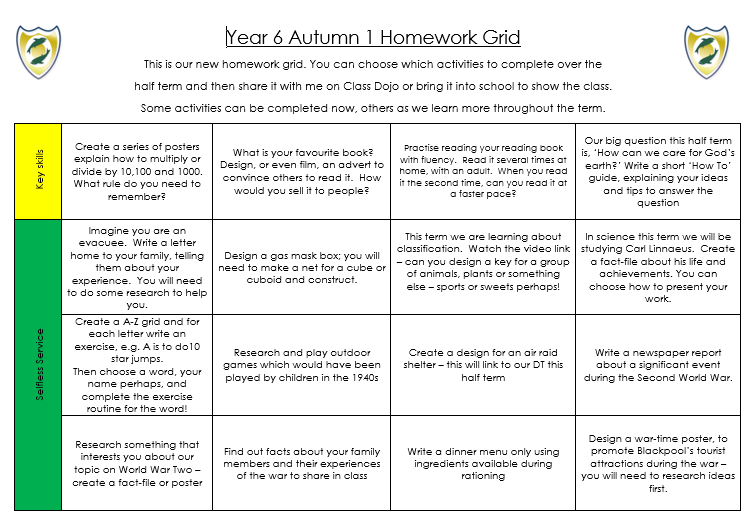 Year 6 Autumn 1 Homework Grid
This is our new homework grid. You can choose which activities to complete over the
half term and then share it with me on Class Dojo or bring it into school to show the class.
Some activities can be completed now, others as we learn more throughout the term.
Key skills
Create a series of posters
explain how to multiply or
divide by 10,100 and 1000.
What rule do you need to
remember?
What is your favourite book?
Design, or even film, an advert to
convince others to read it.  How
would you sell it to people?
Practise reading your reading book
with fluency.  Read it several times at
home, with an adult.  When you read
it the second time, can you read it at
a faster pace?
Our big question this half term
is, ‘How can we care for God’s
earth?’ Write a short ‘How To’
guide, explaining your ideas
and tips to answer the
question
Selfless Service
Imagine you are an
evacuee.  Write a letter
home to your family, telling
them about your
experience.  You will need
to do some research to help
you.
Design a gas mask box; you will
need to make a net for a cube or
cuboid and construct.
This term we are learning about
classification.  Watch the video link
– can you design a key for a group
of animals, plants or something
else – sports or sweets perhaps!
In science this term we will be
studying Carl Linnaeus.  Create
a fact-file about his life and
achievements. You can
choose how to present your
work.
Create a A-Z grid and for
each letter write an
exercise, e.g. A is to do10
star jumps.
Then choose a word, your
name perhaps, and
complete the exercise
routine for the word!
Research and play outdoor
games which would have been
played by children in the 1940s
Create a design for an air raid
shelter – this will link to our DT this
half term
Write a newspaper report
about a significant event
during the Second World War.
Research something that
interests you about our
topic on World War Two –
create a fact-file or poster
Find out facts about your family
members and their experiences
of the war to share in class
Write a dinner menu only using
ingredients available during
rationing
Design a war-time poster, to
promote Blackpool’s tourist
attractions during the war –
you will need to research ideas
first.